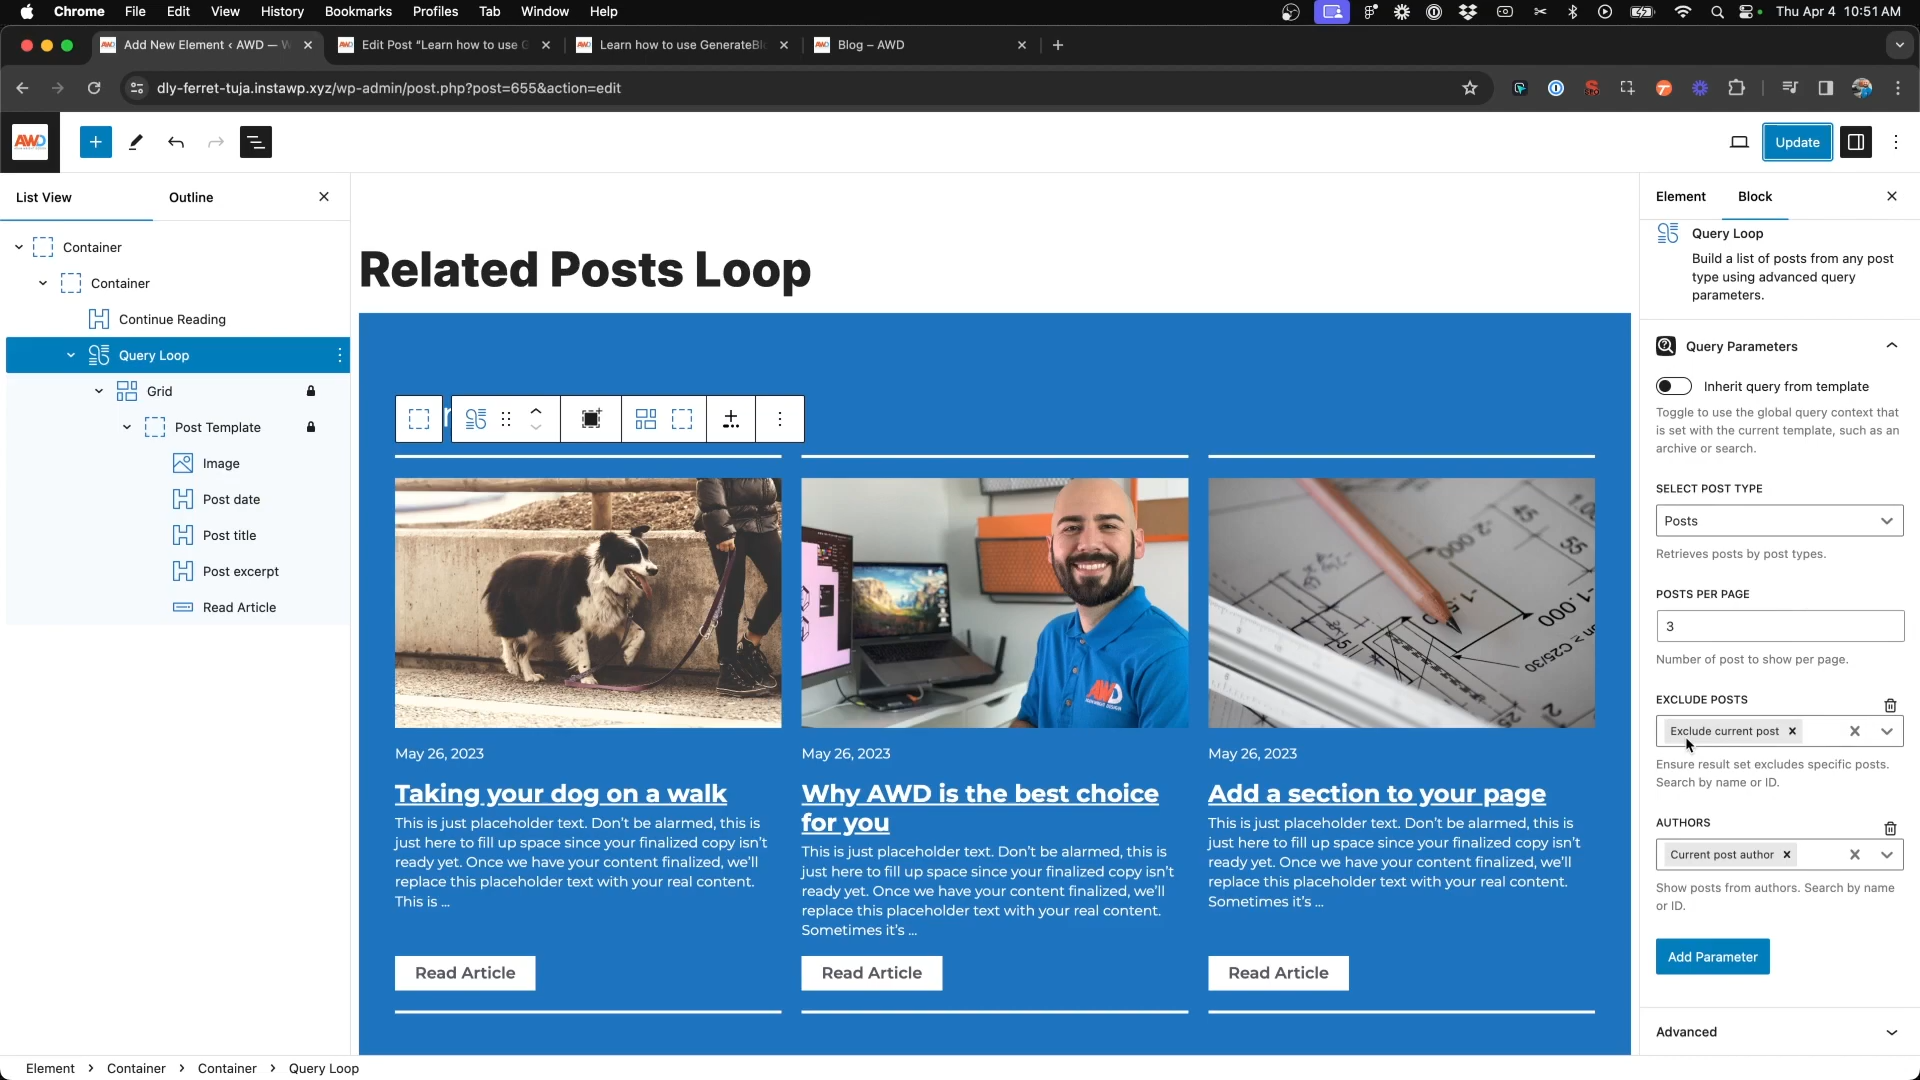 Chrome File Edit View History Bookmarks Profiles Tab Window Help Thu Apr 4 10:51 AM
Add New Element ‹ AWD — W
Edit Post "Learn how to use G
Learn how to use GenerateBl
Blog – AWD
dly-ferret-tuja.instawp.xyz/wp-admin/post.php?post=655&action=edit
AWD
Update
List View
Outline
Element
Block
Container
Container
Continue Reading
Query Loop
Grid
Post Template
Image
Post date
Post title
Post excerpt
Read Article
Related Posts Loop
AWD
May 26, 2023
Taking your dog on a walk
This is just placeholder text. Don't be alarmed, this is
just here to fill up space since your finalized copy isn't
ready yet. Once we have your content finalized, we'll
replace this placeholder text with your real content.
This is ...
Read Article
May 26, 2023
Why AWD is the best choice
for you
This is just placeholder text. Don't be alarmed, this is
just here to fill up space since your finalized copy isn't
ready yet. Once we have your content finalized, we'll
replace this placeholder text with your real content.
Sometimes it's ...
Read Article
May 26, 2023
Add a section to your page
This is just placeholder text. Don't be alarmed, this is
just here to fill up space since your finalized copy isn't
ready yet. Once we have your content finalized, we'll
replace this placeholder text with your real content.
Sometimes it's ...
Read Article
Query Loop
Build a list of posts from any post
type using advanced query
parameters.
Query Parameters
Inherit query from template
Toggle to use the global query context that
is set with the current template, such as an
archive or search.
SELECT POST TYPE
Posts
Retrieves posts by post types.
POSTS PER PAGE
3
Number of post to show per page.
EXCLUDE POSTS
Exclude current post
Ensure result set excludes specific posts.
Search by name or ID.
AUTHORS
Current post author
Show posts from authors. Search by name
or ID.
Add Parameter
Advanced
Element > Container > Container > Query Loop